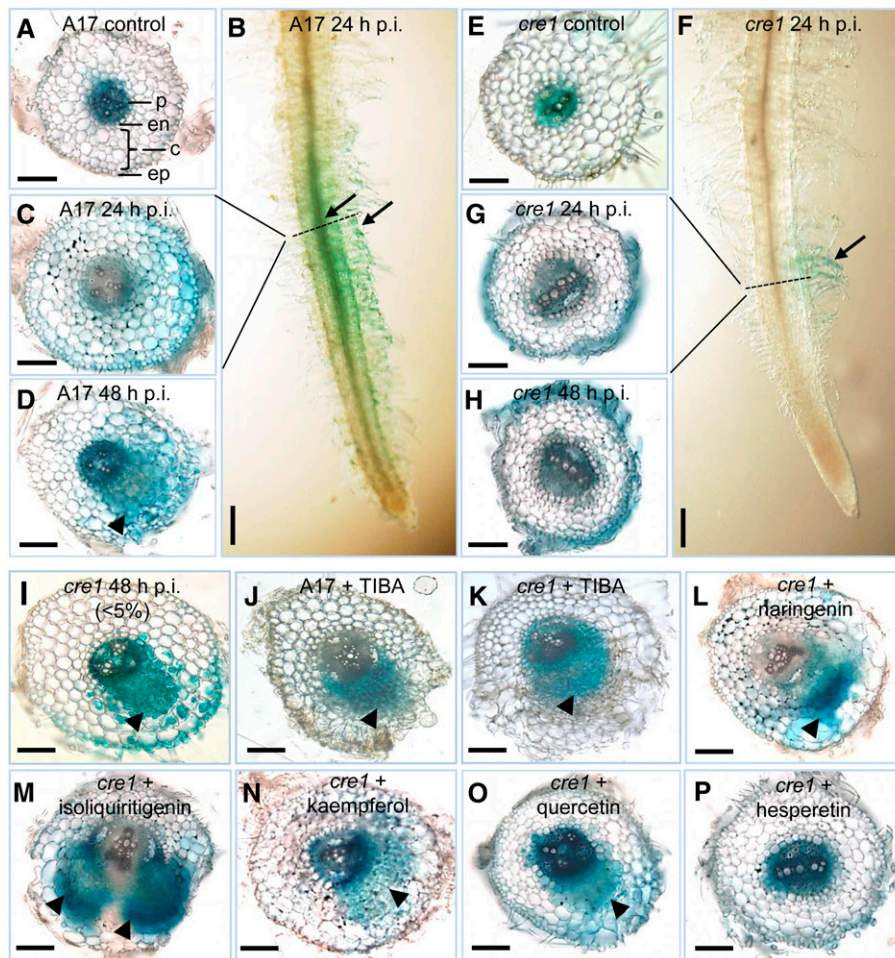 A A17 control
p
en
c
ep
B A17 24 h p.i.
C A17 24 h p.i.
D A17 48 h p.i.
E cre1 control
F cre1 24 h p.i.
G cre1 24 h p.i.
H cre1 48 h p.i.
I cre1 48 h p.i.
(<5%)
J A17 + TIBA
K cre1 + TIBA
L cre1 +
naringenin
M cre1 +
isoliquiritigenin
N cre1 +
kaempferol
O cre1 +
quercetin
P cre1 +
hesperetin